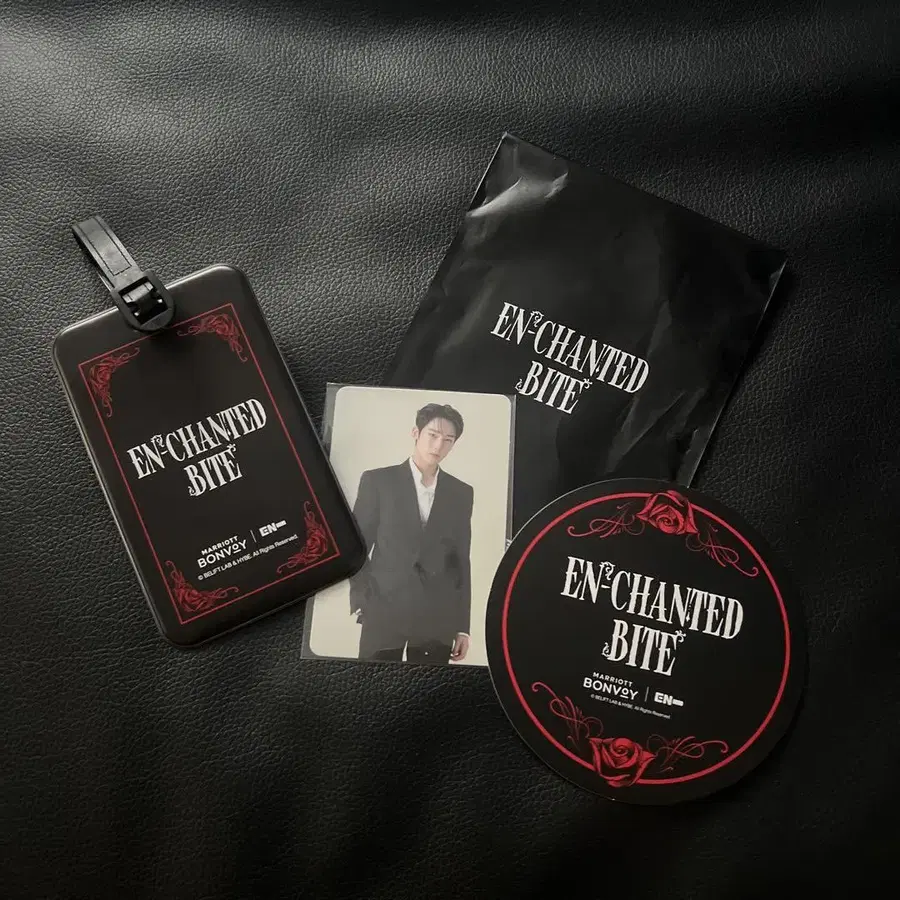 EN-CHANTED
BITE
MARRIOTT
BONVOY
EN-
© BELIFT LAB & HYBE. All Rights Reserved.
EN-CHANTED
BITE
EN-CHANTED
BITE
MARRIOTT
BONVOY
EN-
© BELIFT LAB & HYBE. All Rights Reserved.